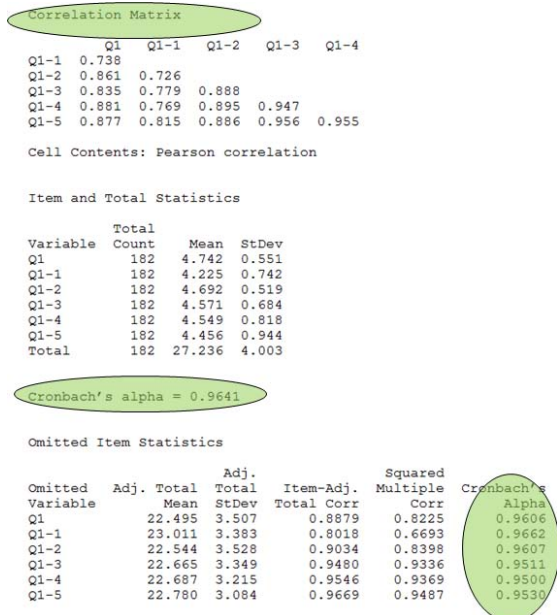 Correlation Matrix
Q1 Q1-1 Q1-2 Q1-3 Q1-4
Q1-1 0.738
Q1-2 0.861 0.726
Q1-3 0.835 0.779 0.888
Q1-4 0.881 0.769 0.895 0.947
Q1-5 0.877 0.815 0.886 0.956 0.955
Cell Contents: Pearson correlation
Item and Total Statistics
Total
Variable Count Mean StDev
Q1 182 4.742 0.551
Q1-1 182 4.225 0.742
Q1-2 182 4.692 0.519
Q1-3 182 4.571 0.684
Q1-4 182 4.549 0.818
Q1-5 182 4.456 0.944
Total 182 27.236 4.003
Cronbach's alpha = 0.9641
Omitted Item Statistics
Adj. Squared
Omitted Adj. Total Total Item-Adj. Multiple Cronbach's
Variable Mean StDev Total Corr Corr Alpha
Q1 22.495 3.507 0.8879 0.8225 0.9606
Q1-1 23.011 3.383 0.8018 0.6693 0.9662
Q1-2 22.544 3.528 0.9034 0.8398 0.9607
Q1-3 22.665 3.349 0.9480 0.9336 0.9511
Q1-4 22.687 3.215 0.9546 0.9369 0.9500
Q1-5 22.780 3.084 0.9669 0.9487 0.9530